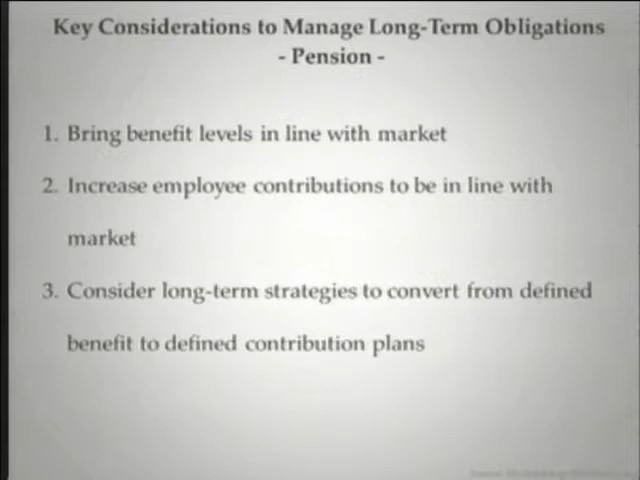 Key Considerations to Manage Long-Term Obligations
- Pension -
1. Bring benefit levels in line with market
2. Increase employee contributions to be in line with
market
3. Consider long-term strategies to convert from defined
benefit to defined contribution plans